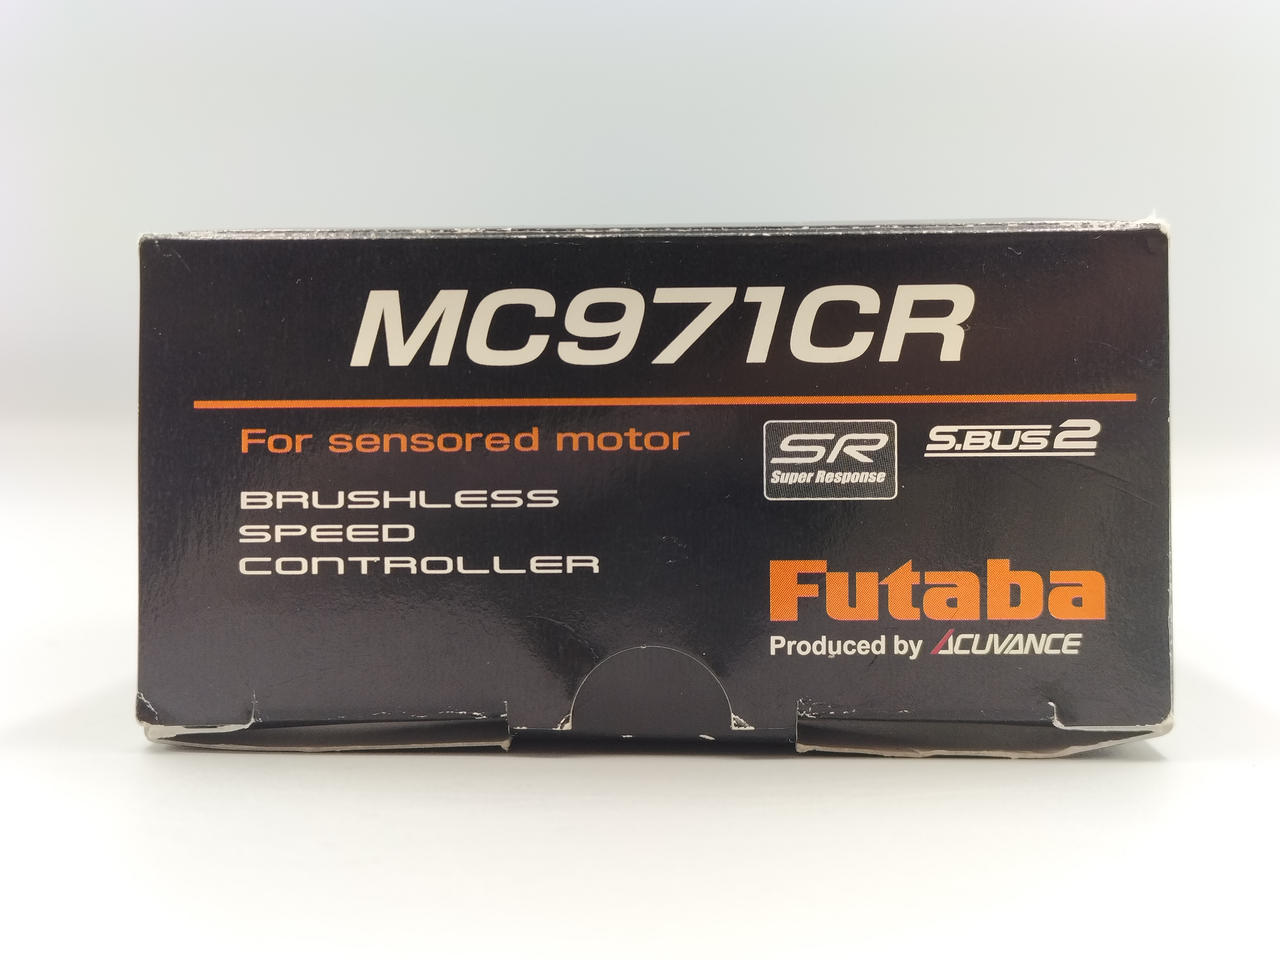 MC971CR
For sensored motor
BRUSHLESS
SPEED
CONTROLLER
SR
Super Response
S.BUS2
Futaba
Produced by ACUVANCE